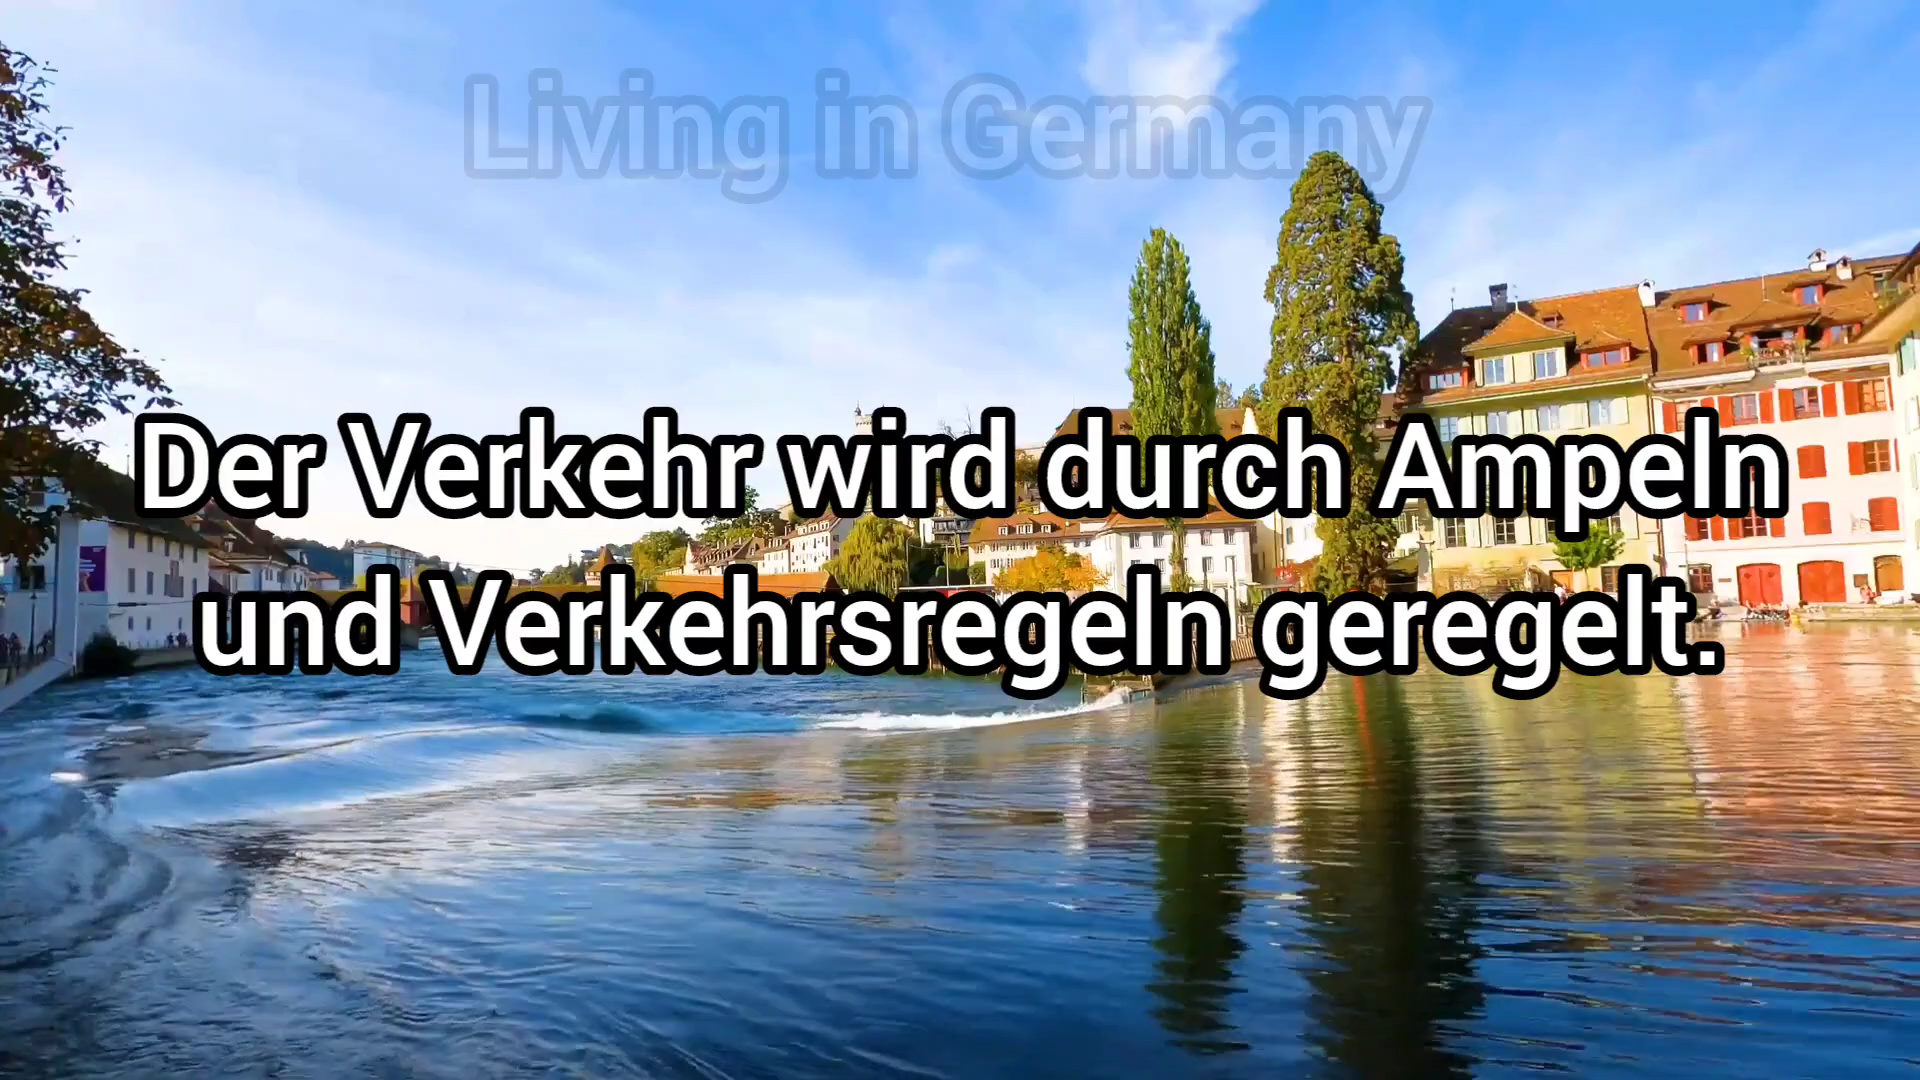 Living in Germany
Der Verkehr wird durch Ampeln
und Verkehrsregeln geregelt.